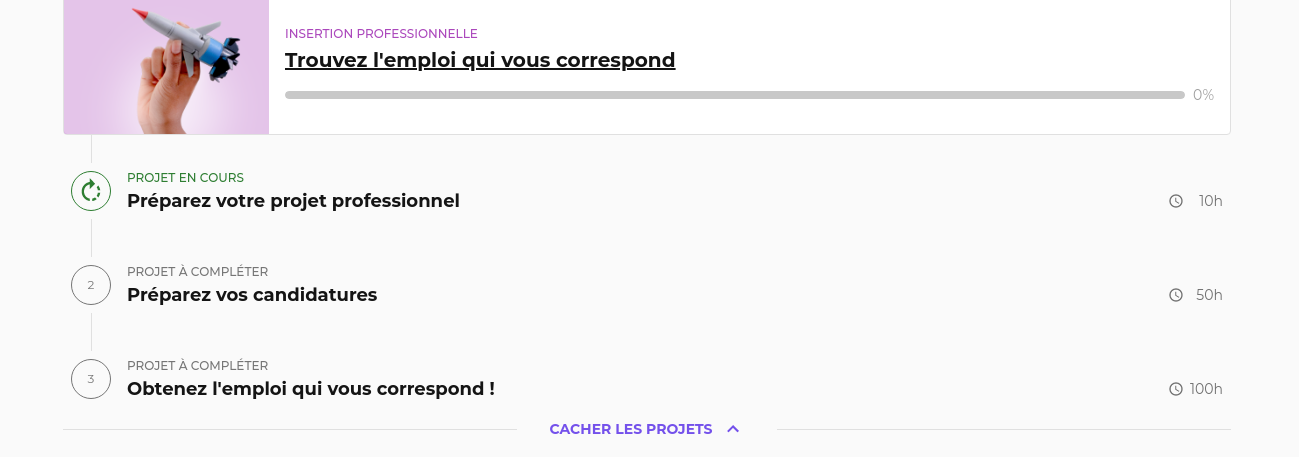 INSERTION PROFESSIONNELLE
Trouvez l'emploi qui vous correspond
0%
PROJET EN COURS
Préparez votre projet professionnel
10h
2
PROJET À COMPLÉTER
Préparez vos candidatures
50h
3
PROJET À COMPLÉTER
Obtenez l'emploi qui vous correspond !
100h
CACHER LES PROJETS